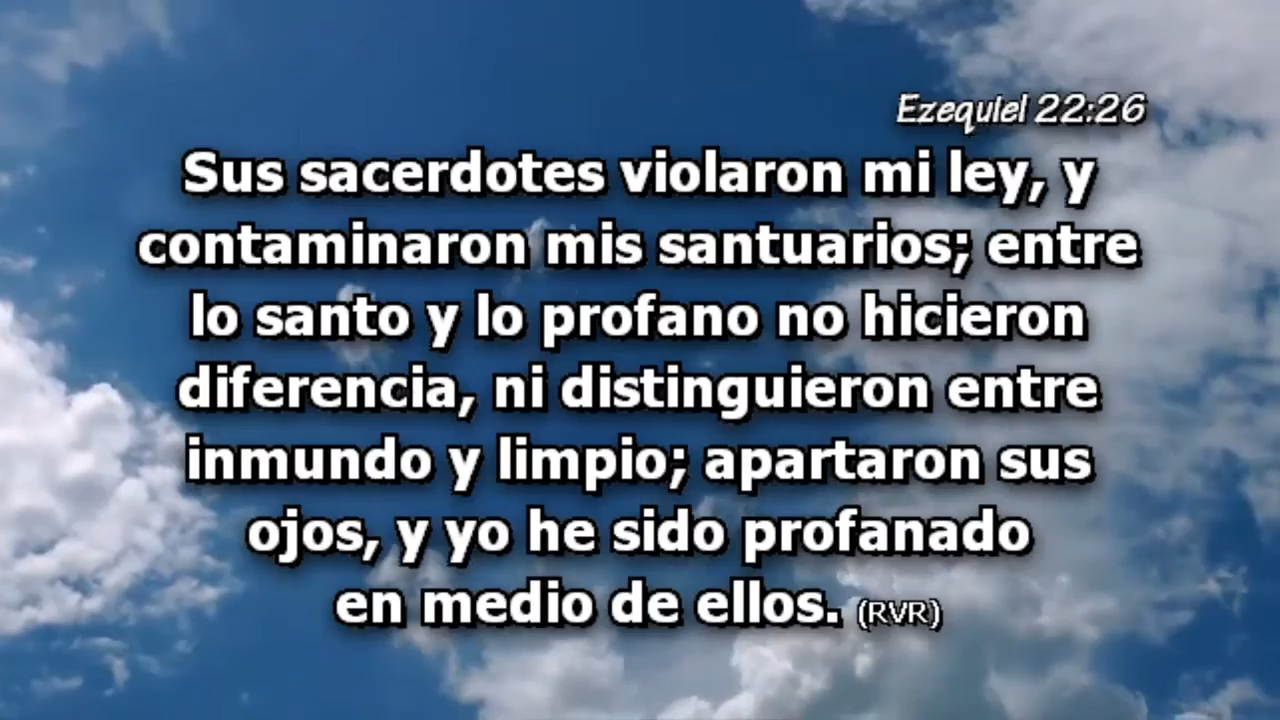 Ezequiel 22:26
Sus sacerdotes violaron mi ley, y
contaminaron mis santuarios; entre
lo santo y lo profano no hicieron
diferencia, ni distinguieron entre
inmundo y limpio; apartaron sus
ojos, y yo he sido profanado
en medio de ellos. (RVR)